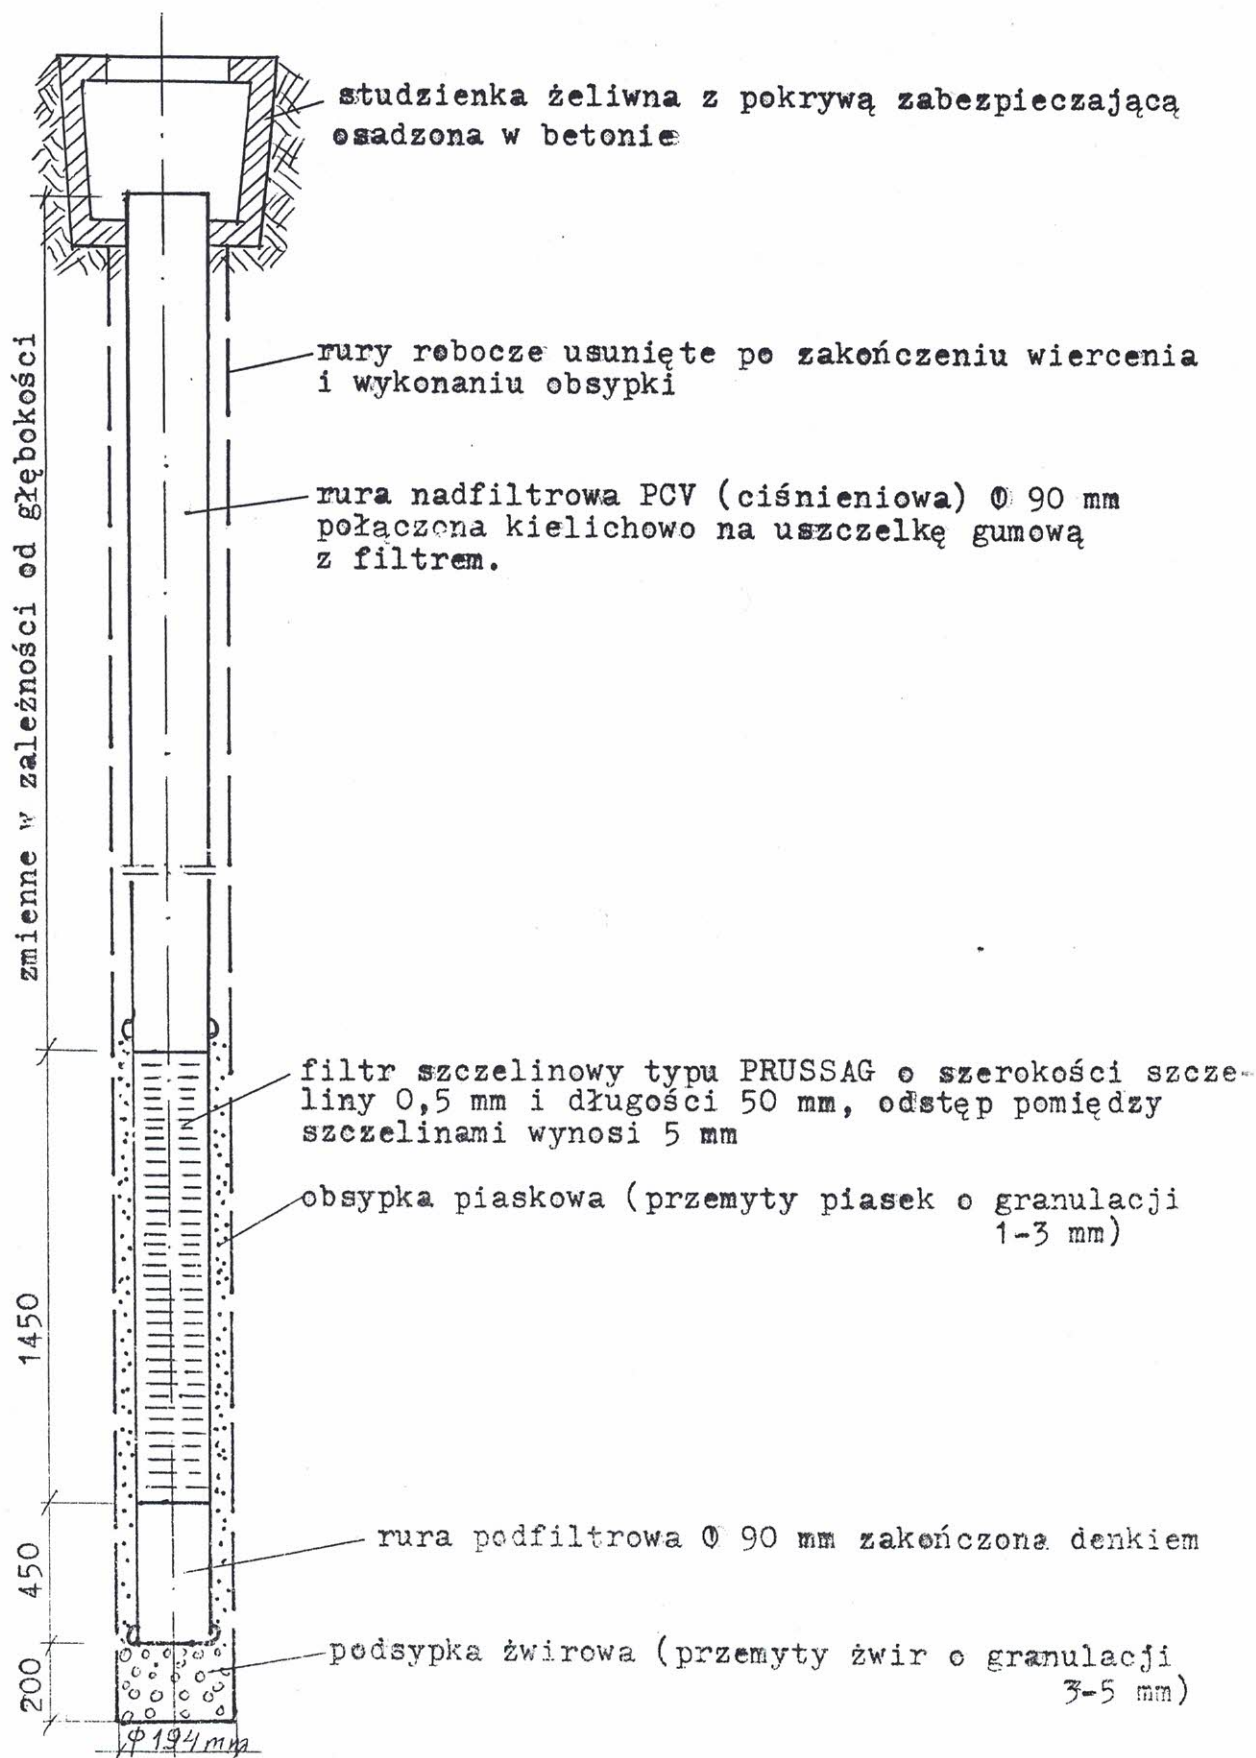 studzienka żeliwna z pokrywą zabezpieczającą
osadzona w betonie
rury robocze usunięte po zakończeniu wiercenia
i wykonaniu obsypki
rura nadfiltrowa PCV (ciśnieniowa) Φ 90 mm
połączona kielichowo na uszczelkę gumową
z filtrem.
zmienne w zależności od głębokości
filtr szczelinowy typu PRUSSAG o szerokości szcze-
liny 0,5 mm i długości 50 mm, odstęp pomiędzy
szczelinami wynosi 5 mm
obsypka piaskowa (przemyty piasek o granulacji
1-3 mm)
1450
rura podfiltrowa Φ 90 mm zakończona denkiem
450
podsypka żwirowa (przemyty żwir o granulacji
3-5 mm)
200
φ 194 mm